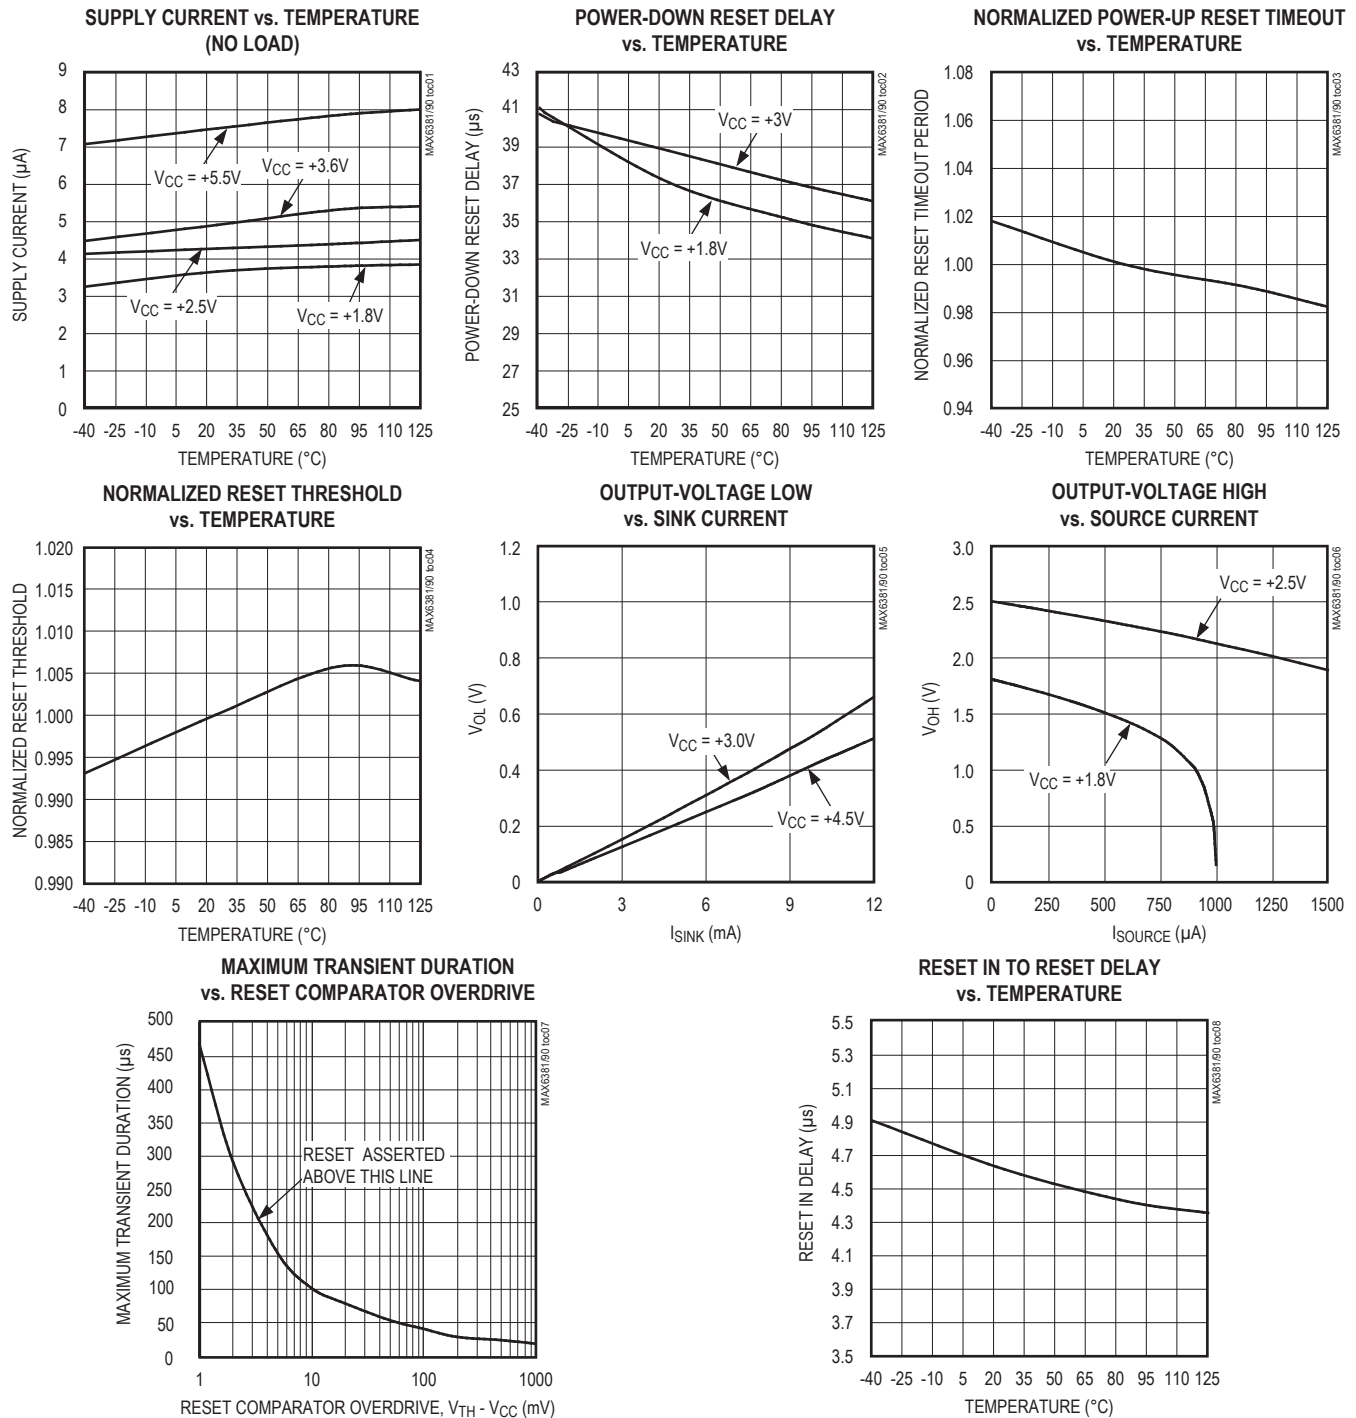 SUPPLY CURRENT vs. TEMPERATURE
(NO LOAD)
SUPPLY CURRENT (µA)
9
8
7
6
5
4
3
2
1
0
VCC = +5.5V
VCC = +3.6V
VCC = +2.5V
VCC = +1.8V
MAX6381/90 toc01
-40 -25 -10 5 20 35 50 65 80 95 110 125
TEMPERATURE (°C)
POWER-DOWN RESET DELAY
vs. TEMPERATURE
POWER-DOWN RESET DELAY (µs)
43
41
39
37
35
33
31
29
27
25
VCC = +3V
VCC = +1.8V
MAX6381/90 toc02
-40 -25 -10 5 20 35 50 65 80 95 110 125
TEMPERATURE (°C)
NORMALIZED POWER-UP RESET TIMEOUT
vs. TEMPERATURE
NORMALIZED RESET TIMEOUT PERIOD
1.08
1.06
1.04
1.02
1.00
0.98
0.96
0.94
MAX6381/90 toc03
-40 -25 -10 5 20 35 50 65 80 95 110 125
TEMPERATURE (°C)
NORMALIZED RESET THRESHOLD
vs. TEMPERATURE
NORMALIZED RESET THRESHOLD
1.020
1.015
1.010
1.005
1.000
0.995
0.990
0.985
0.990
MAX6381/90 toc04
-40 -25 -10 5 20 35 50 65 80 95 110 125
TEMPERATURE (°C)
OUTPUT-VOLTAGE LOW
vs. SINK CURRENT
VOL (V)
1.2
1.0
0.8
0.6
0.4
0.2
0
VCC = +3.0V
VCC = +4.5V
MAX6381/90 toc05
0 3 6 9 12
ISINK (mA)
OUTPUT-VOLTAGE HIGH
vs. SOURCE CURRENT
VOH (V)
3.0
2.5
2.0
1.5
1.0
0.5
0
VCC = +2.5V
VCC = +1.8V
MAX6381/90 toc06
0 250 500 750 1000 1250 1500
ISOURCE (µA)
MAXIMUM TRANSIENT DURATION
vs. RESET COMPARATOR OVERDRIVE
MAXIMUM TRANSIENT DURATION (µs)
500
450
400
350
300
250
200
150
100
50
0
RESET ASSERTED
ABOVE THIS LINE
MAX6381/90 toc07
1 10 100 1000
RESET COMPARATOR OVERDRIVE, VTH - VCC (mV)
RESET IN TO RESET DELAY
vs. TEMPERATURE
RESET IN DELAY (µs)
5.5
5.3
5.1
4.9
4.7
4.5
4.3
4.1
3.9
3.7
3.5
MAX6381/90 toc08
-40 -25 -10 5 20 35 50 65 80 95 110 125
TEMPERATURE (°C)